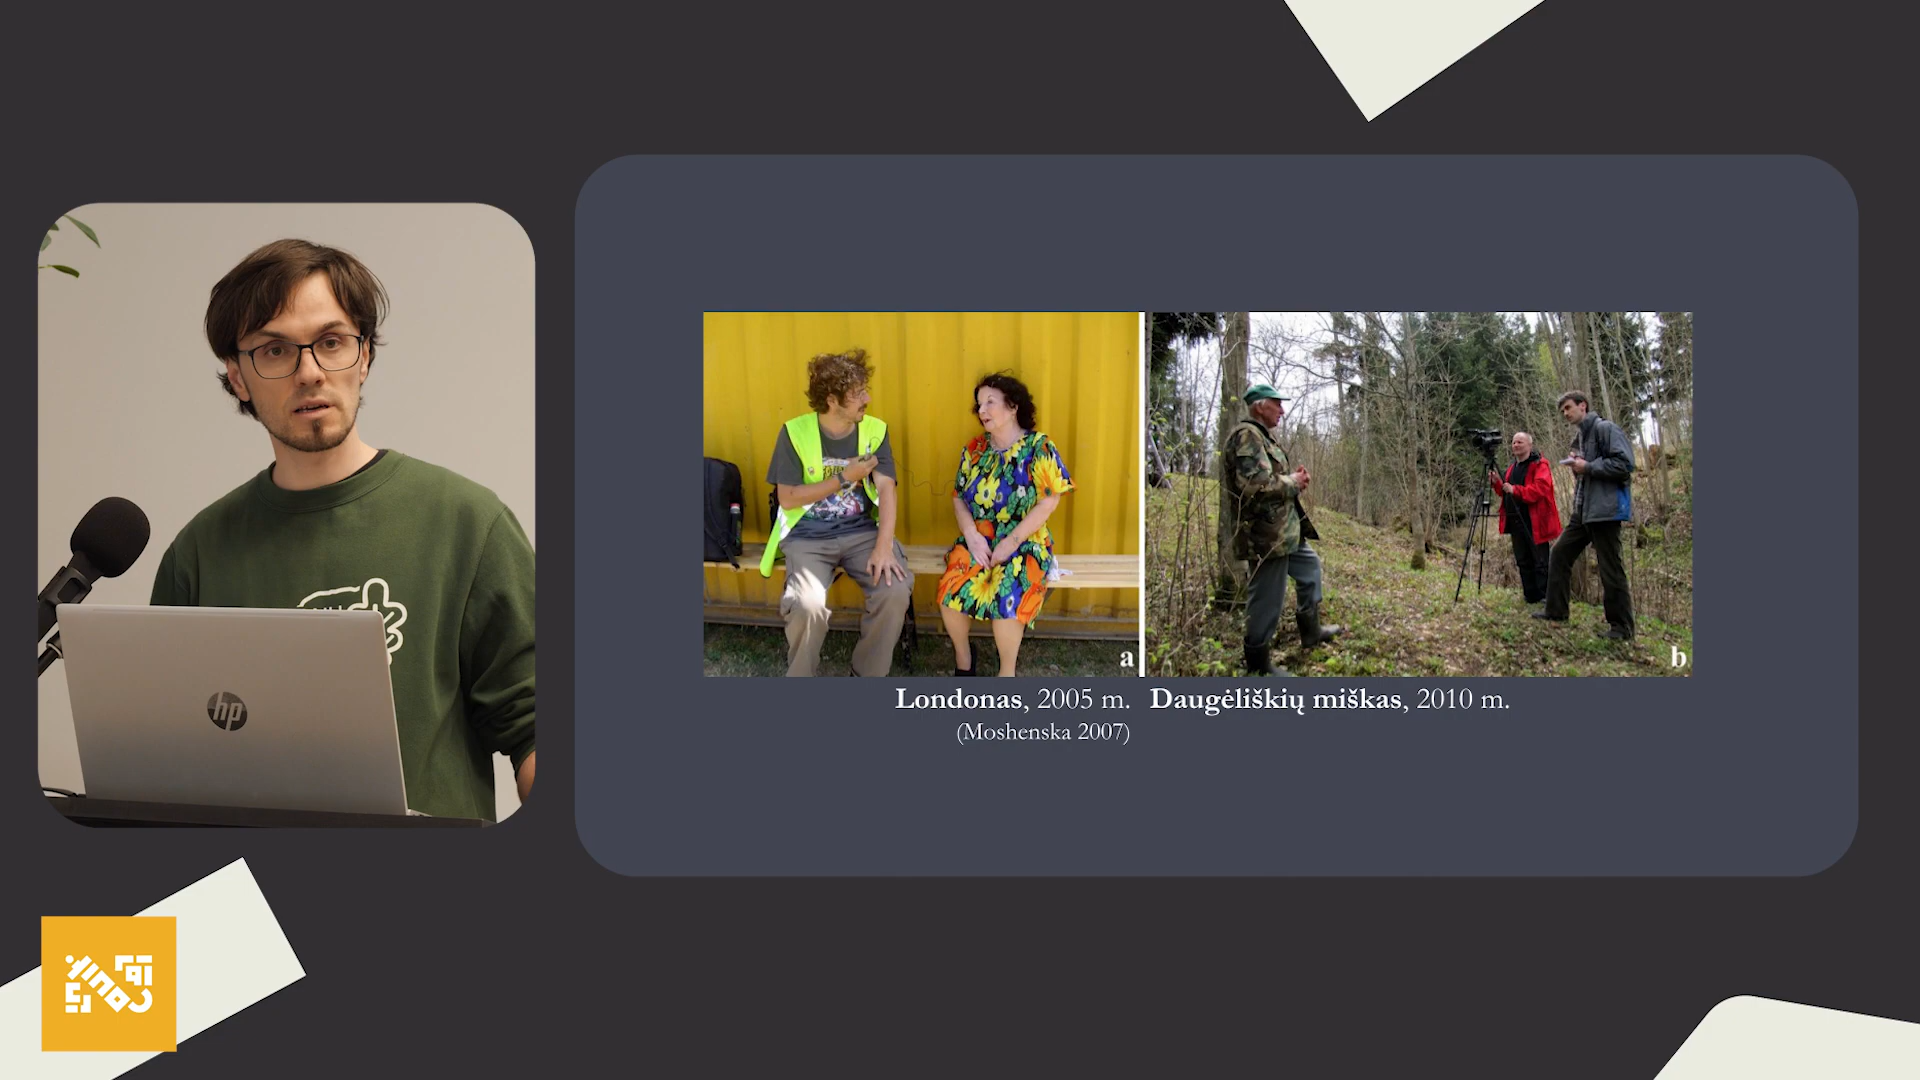 hp
a
b
Londonas, 2005 m.
(Moshenska 2007)
Daugėliškių miškas, 2010 m.